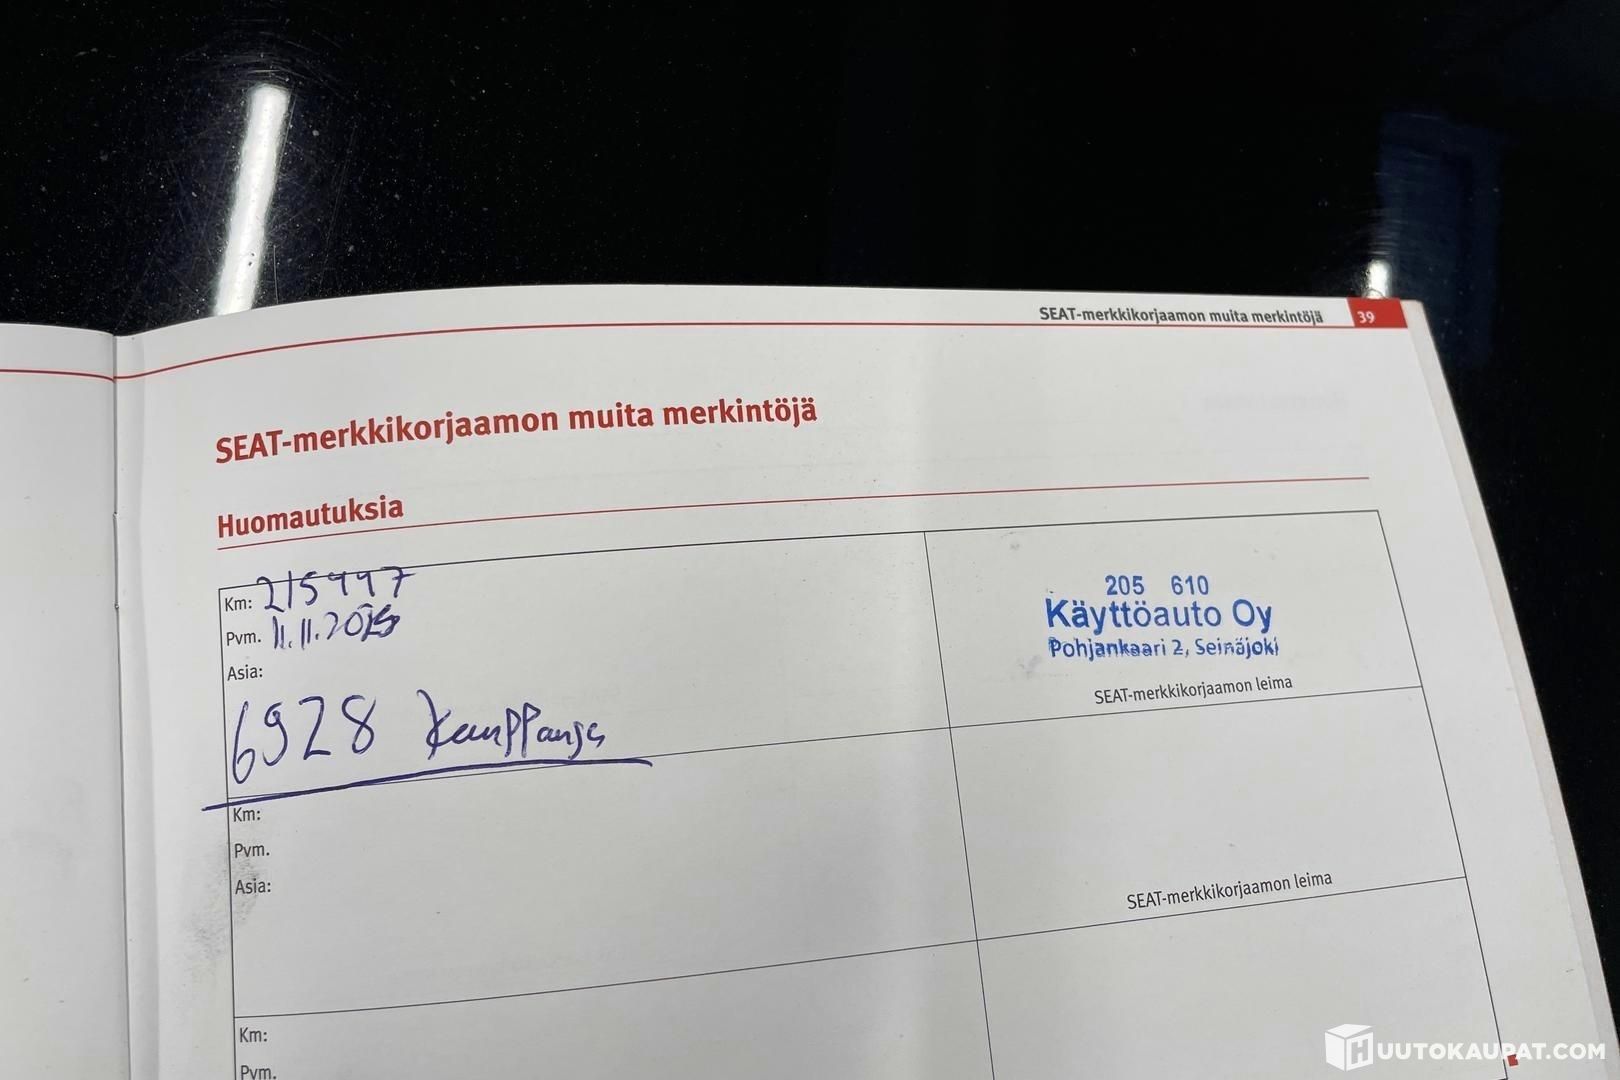 SEAT-merkkikorjaamon muita merkintöjä 39
SEAT-merkkikorjaamon muita merkintöjä
Huomautuksia
Km: 215997
Pvm. 11.11.
Asia:
6928 Kamppanja
205 610
Käyttöauto Oy
Pohjankaari 2, Seinäjoki
SEAT-merkkikorjaamon leima
Km:
Pvm.
Asia:
SEAT-merkkikorjaamon leima
Km:
Pvm.
HUUTOKAUPAT.COM